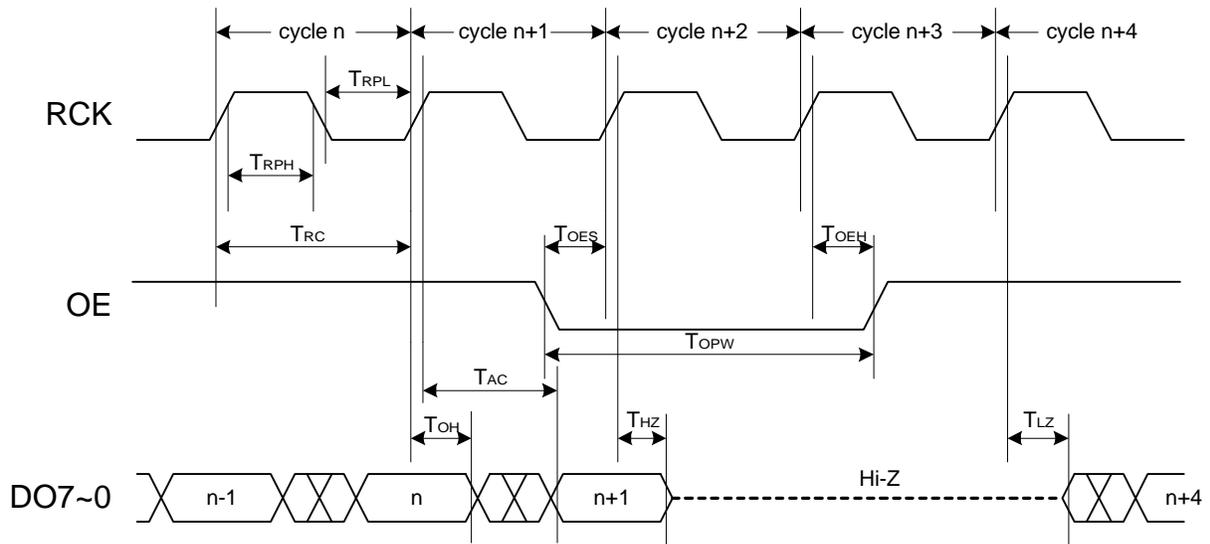 cycle n cycle n+1 cycle n+2 cycle n+3 cycle n+4
TRPL
RCK
TRPH
TRC TOES TOEH
OE
TOPW
TAC
TOH THZ TLZ
Hi-Z
DO7~0 n-1 n n+1 n+4